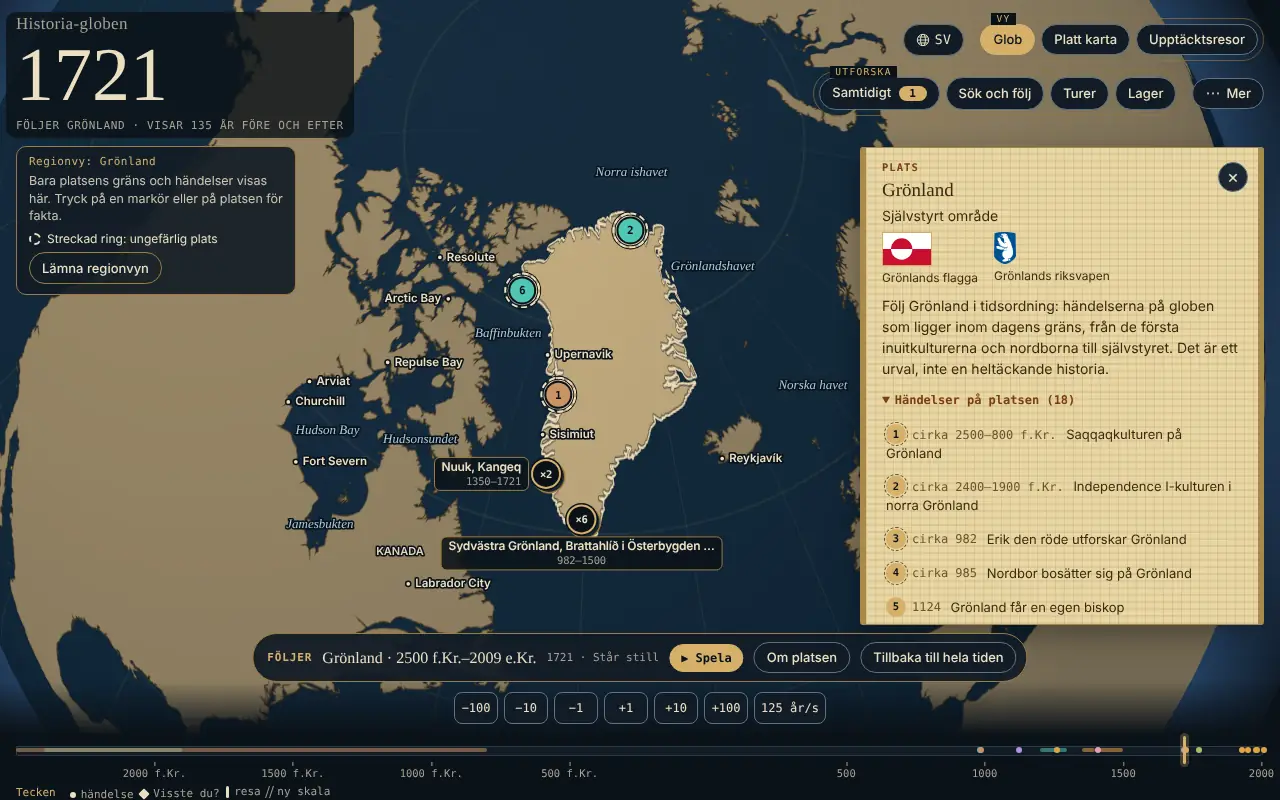 Historia-globen
1721
FÖLJER GRÖNLAND · VISAR 135 ÅR FÖRE OCH EFTER
SV
VY
Glob
Platt karta
Upptäcktsresor
UTFORSKA
Samtidigt 1
Sök och följ
Turer
Lager
··· Mer
Regionvy: Grönland
Bara platsens gräns och händelser visas
här. Tryck på en markör eller på platsen för
fakta.
Streckad ring: ungefärlig plats
Lämna regionvyn
Norra ishavet
2
Resolute
Grönlandshavet
6
Arctic Bay
Baffinbukten
Upernavik
Repulse Bay
Arviat
Norska havet
1
Churchill
Hudson Bay
Hudsonsundet
Sisimiut
Reykjavík
Fort Severn
Nuuk, Kangeq
1350–1721
×2
Jamesbukten
×6
KANADA
Sydvästra Grönland, Brattahlíð i Österbygden ...
982–1500
Labrador City
PLATS
×
Grönland
Självstyrt område
Grönlands flagga
Grönlands riksvapen
Följ Grönland i tidsordning: händelserna på globen
som ligger inom dagens gräns, från de första
inuitkulturerna och nordborna till självstyret. Det är ett
urval, inte en heltäckande historia.
▼ Händelser på platsen (18)
1 cirka 2500–800 f.Kr. Saqqaqkulturen på
Grönland
2 cirka 2400–1900 f.Kr. Independence I-kulturen i
norra Grönland
3 cirka 982 Erik den röde utforskar Grönland
4 cirka 985 Nordbor bosätter sig på Grönland
5 1124 Grönland får en egen biskop
FÖLJER Grönland · 2500 f.Kr.–2009 e.Kr. 1721 · Står still
▶ Spela
Om platsen
Tillbaka till hela tiden
−100
−10
−1
+1
+10
+100
125 år/s
2000 f.Kr.
1500 f.Kr.
1000 f.Kr.
500 f.Kr.
500
1000
1500
2000
Tecken
händelse
Visste du?
resa
// ny skala